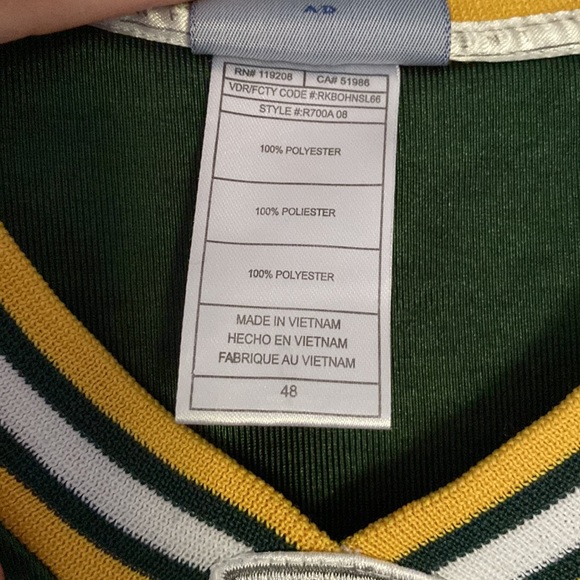 RN# 119208 CA# 51986
VDR/FCTY CODE #:RKBOHNSL66
STYLE #:R700A 08
100% POLYESTER
100% POLIESTER
100% POLYESTER
MADE IN VIETNAM
HECHO EN VIETNAM
FABRIQUE AU VIETNAM
48